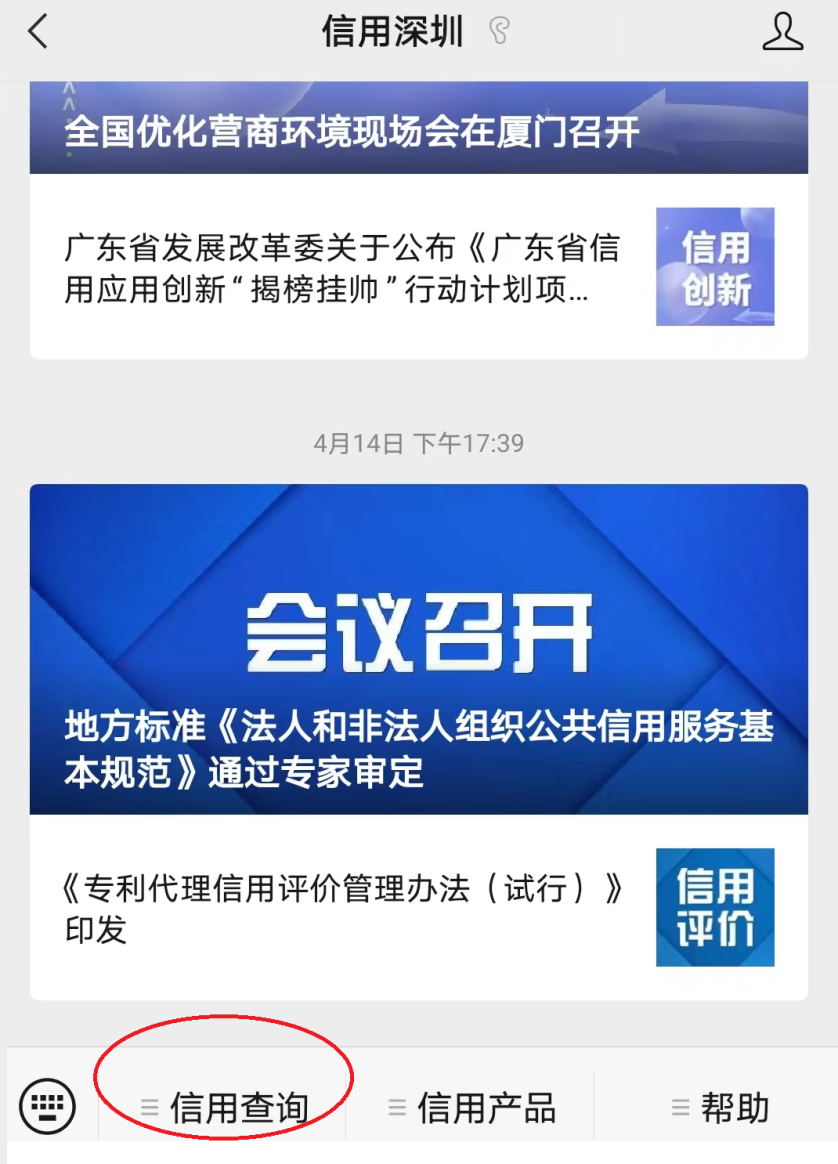 信用深圳
全国优化营商环境现场会在厦门召开
广东省发展改革委关于公布《广东省信
用应用创新“揭榜挂帅”行动计划项...
信用
创新
4月14日 下午17:39
会议召开
地方标准《法人和非法人组织公共信用服务基
本规范》通过专家审定
《专利代理信用评价管理办法（试行）》
印发
信用
评价
信用查询
信用产品
帮助